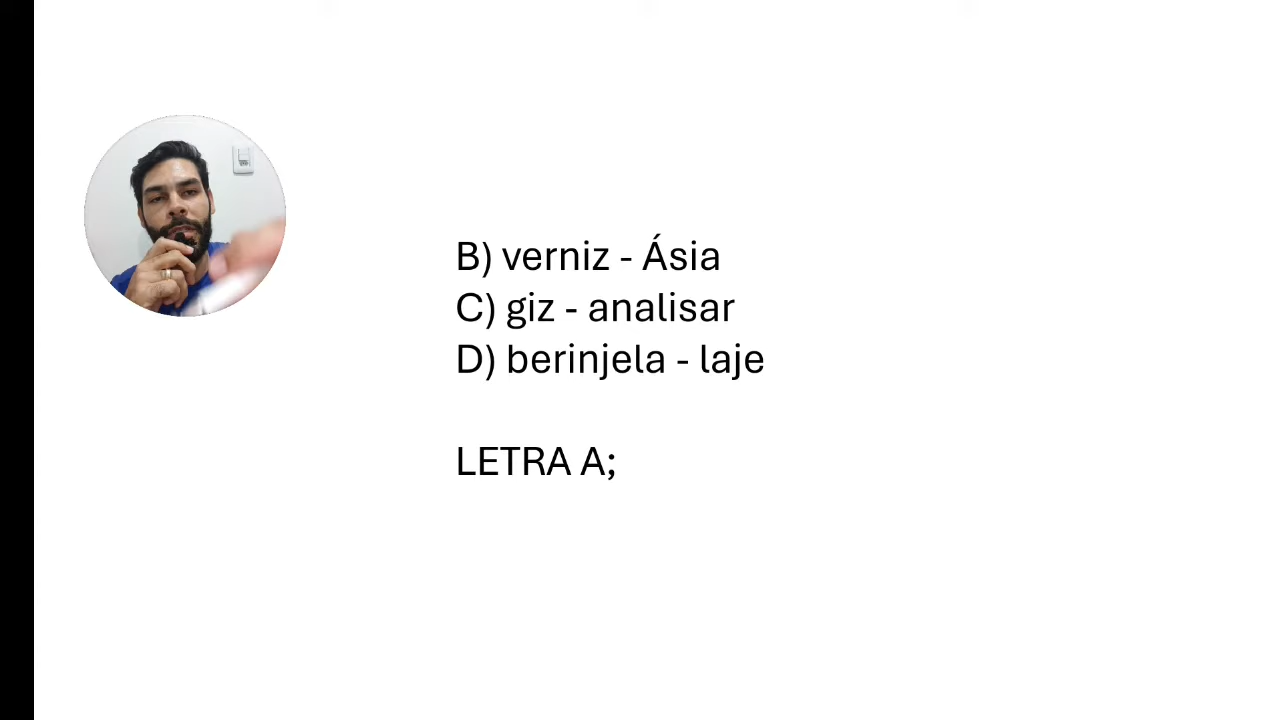 B) verniz - Ásia
C) giz - analisar
D) berinjela - laje
LETRA A;